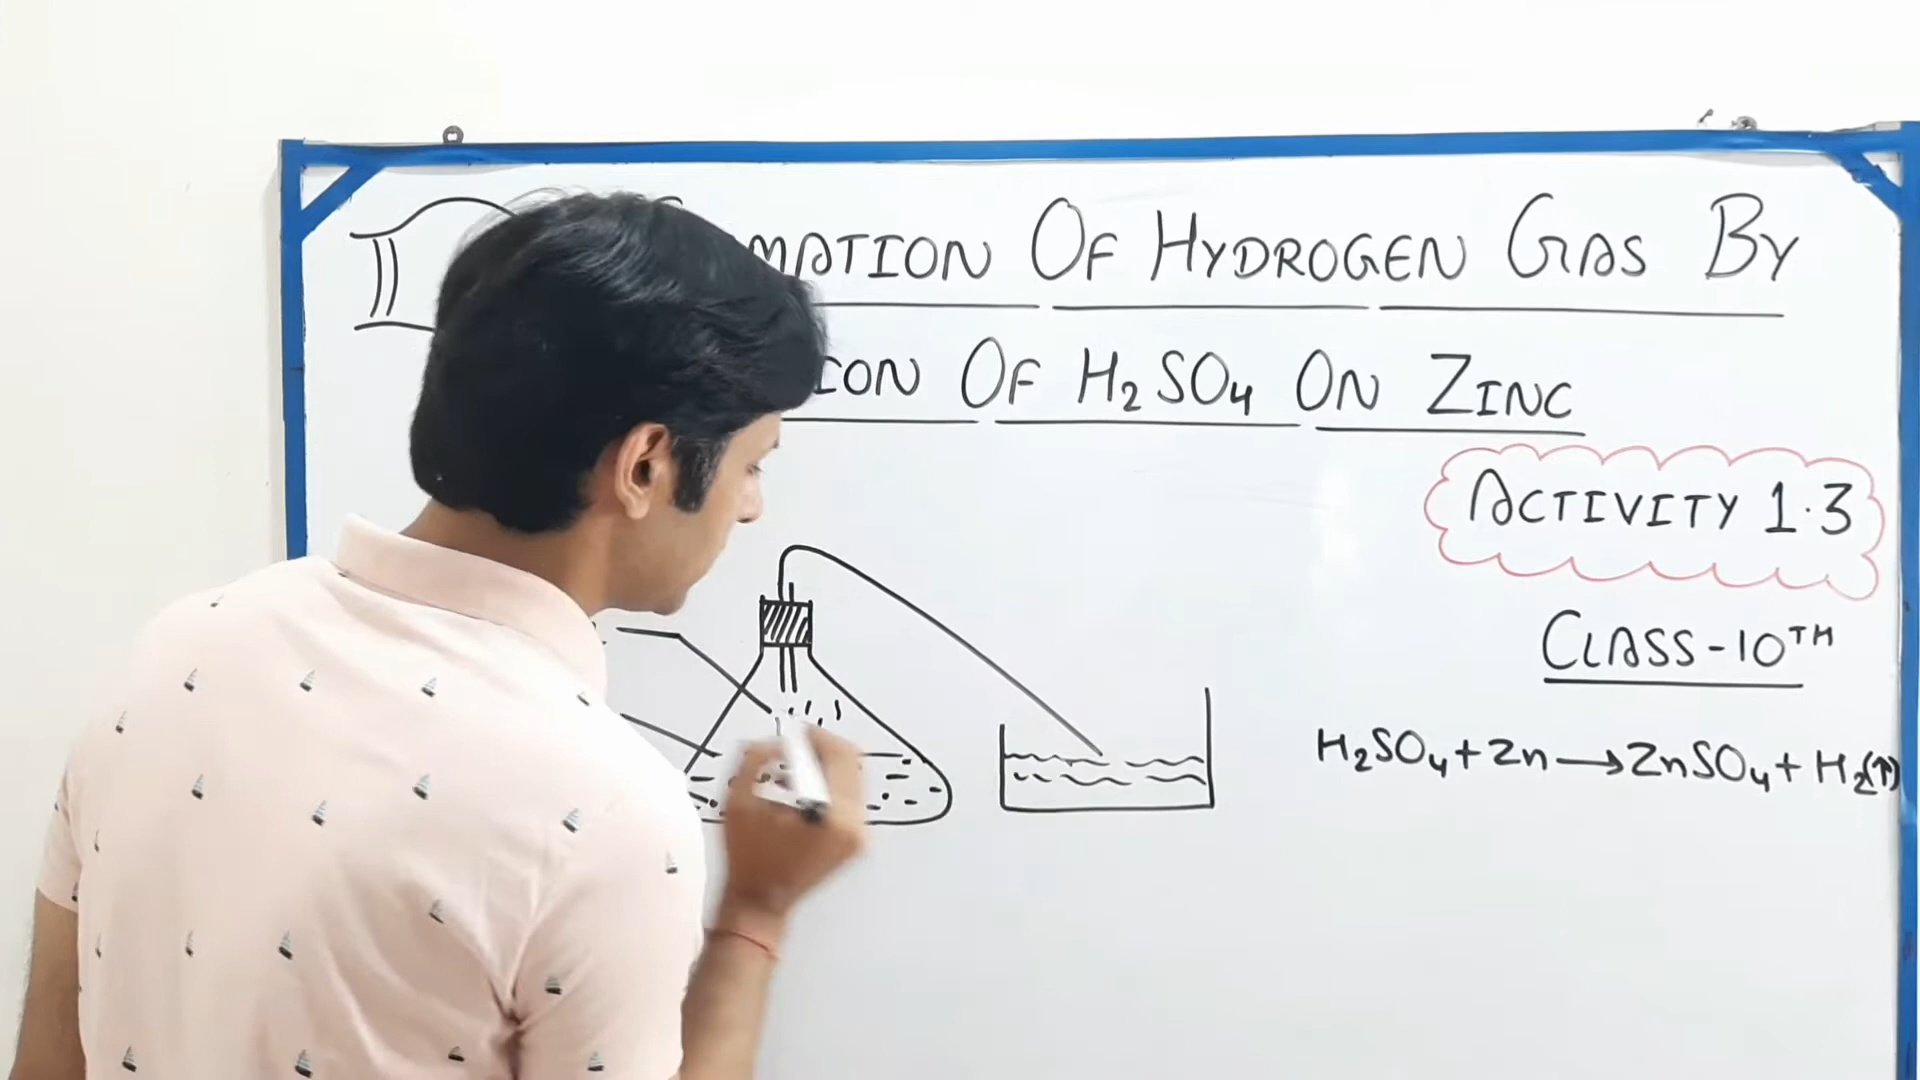 MATION OF HYDROGEN GAS BY
ION OF H₂SO₄ ON ZINC
ACTIVITY 1.3
CLASS-10TH
H₂SO₄+Zn⟶ZnSO₄+H₂(↑)